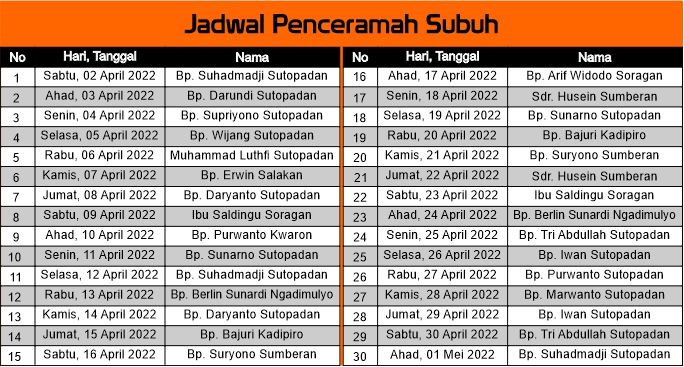 Jadwal Penceramah Subuh
No Hari, Tanggal Nama
1 Sabtu, 02 April 2022 Bp. Suhadmadji Sutopadan
2 Ahad, 03 April 2022 Bp. Darundi Sutopadan
3 Senin, 04 April 2022 Bp. Supriyono Sutopadan
4 Selasa, 05 April 2022 Bp. Wijang Sutopadan
5 Rabu, 06 April 2022 Muhammad Luthfi Sutopadan
6 Kamis, 07 April 2022 Bp. Erwin Salakan
7 Jumat, 08 April 2022 Bp. Daryanto Sutopadan
8 Sabtu, 09 April 2022 Ibu Saldingu Soragan
9 Ahad, 10 April 2022 Bp. Purwanto Kwaron
10 Senin, 11 April 2022 Bp. Sunarno Sutopadan
11 Selasa, 12 April 2022 Bp. Suhadmadji Sutopadan
12 Rabu, 13 April 2022 Bp. Berlin Sunardi Ngadimulyo
13 Kamis, 14 April 2022 Bp. Daryanto Sutopadan
14 Jumat, 15 April 2022 Bp. Bajuri Kadipiro
15 Sabtu, 16 April 2022 Bp. Suryono Sumberan
No Hari, Tanggal Nama
16 Ahad, 17 April 2022 Bp. Arif Widodo Soragan
17 Senin, 18 April 2022 Sdr. Husein Sumberan
18 Selasa, 19 April 2022 Bp. Sunarno Sutopadan
19 Rabu, 20 April 2022 Bp. Bajuri Kadipiro
20 Kamis, 21 April 2022 Bp. Suryono Sumberan
21 Jumat, 22 April 2022 Sdr. Husein Sumberan
22 Sabtu, 23 April 2022 Ibu Saldingu Soragan
23 Ahad, 24 April 2022 Bp. Berlin Sunardi Ngadimulyo
24 Senin, 25 April 2022 Bp. Tri Abdullah Sutopadan
25 Selasa, 26 April 2022 Bp. Iwan Sutopadan
26 Rabu, 27 April 2022 Bp. Purwanto Sutopadan
27 Kamis, 28 April 2022 Bp. Marwanto Sutopadan
28 Jumat, 29 April 2022 Bp. Iwan Sutopadan
29 Sabtu, 30 April 2022 Bp. Tri Abdullah Sutopadan
30 Ahad, 01 Mei 2022 Bp. Suhadmadji Sutopadan